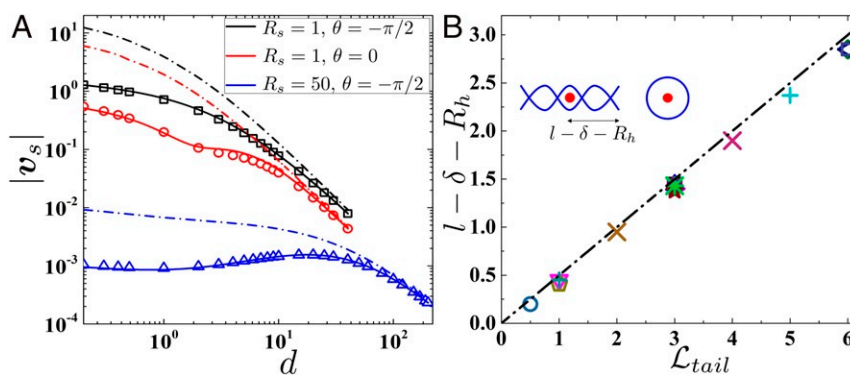 A
R_s = 1, θ = −π/2
R_s = 1, θ = 0
R_s = 50, θ = −π/2
|v_s|
10^1
10^0
10^{-1}
10^{-2}
10^{-3}
10^{-4}
10^0 10^1 10^2
d
B
l − δ − R_h
3.0
2.5
2.0
1.5
1.0
0.5
0.0
l − δ − R_h
1 2 3 4 5 6
ℒ_{tail}